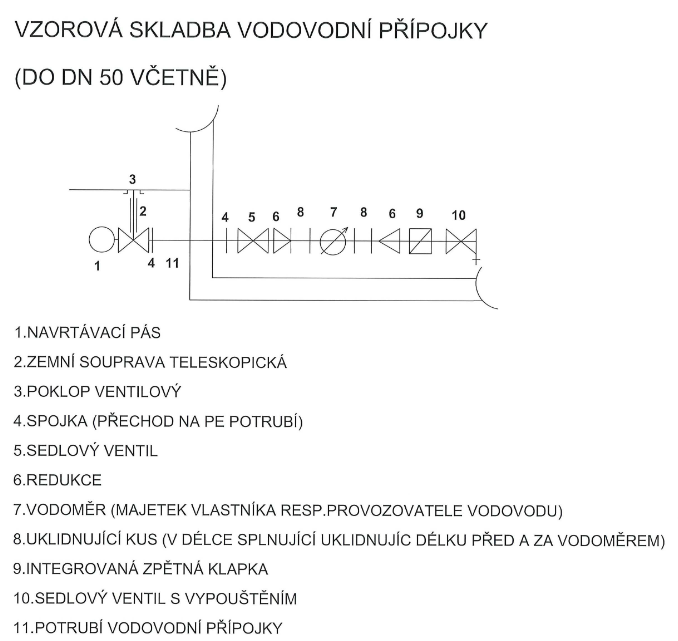 VZOROVÁ SKLADBA VODOVODNÍ PŘÍPOJKY
(DO DN 50 VČETNĚ)
3
2
4 5 6 8 7 8 6 9 10
1 4 11
1.NAVRTÁVACÍ PÁS
2.ZEMNÍ SOUPRAVA TELESKOPICKÁ
3.POKLOP VENTILOVÝ
4.SPOJKA (PŘECHOD NA PE POTRUBÍ)
5.SEDLOVÝ VENTIL
6.REDUKCE
7.VODOMĚR (MAJETEK VLASTNÍKA RESP.PROVOZOVATELE VODOVODU)
8.UKLIDNUJÍCÍ KUS (V DÉLCE SPLNUJÍCÍ UKLIDNUJÍC DÉLKU PŘED A ZA VODOMĚREM)
9.INTEGROVANÁ ZPĚTNÁ KLAPKA
10.SEDLOVÝ VENTIL S VYPOUŠTĚNÍM
11.POTRUBÍ VODOVODNÍ PŘÍPOJKY